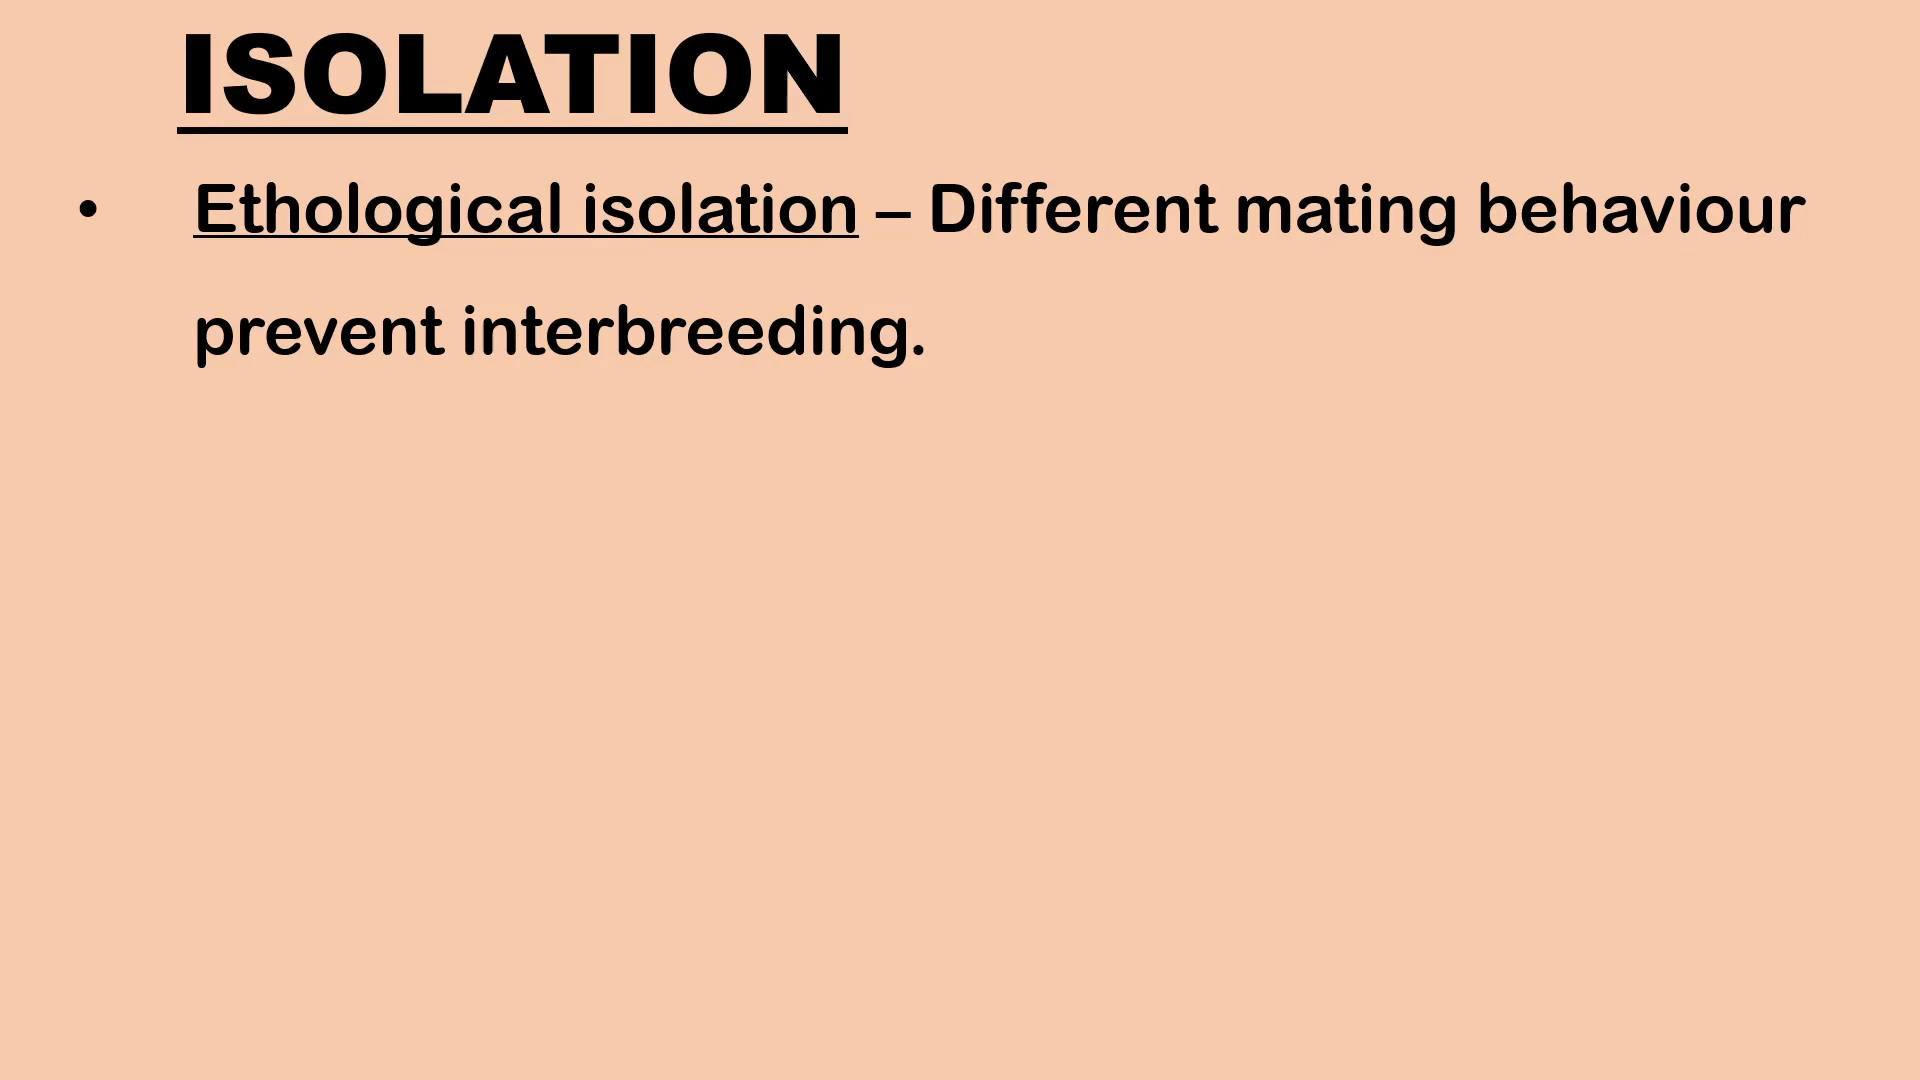 ISOLATION
• Ethological isolation – Different mating behaviour
prevent interbreeding.